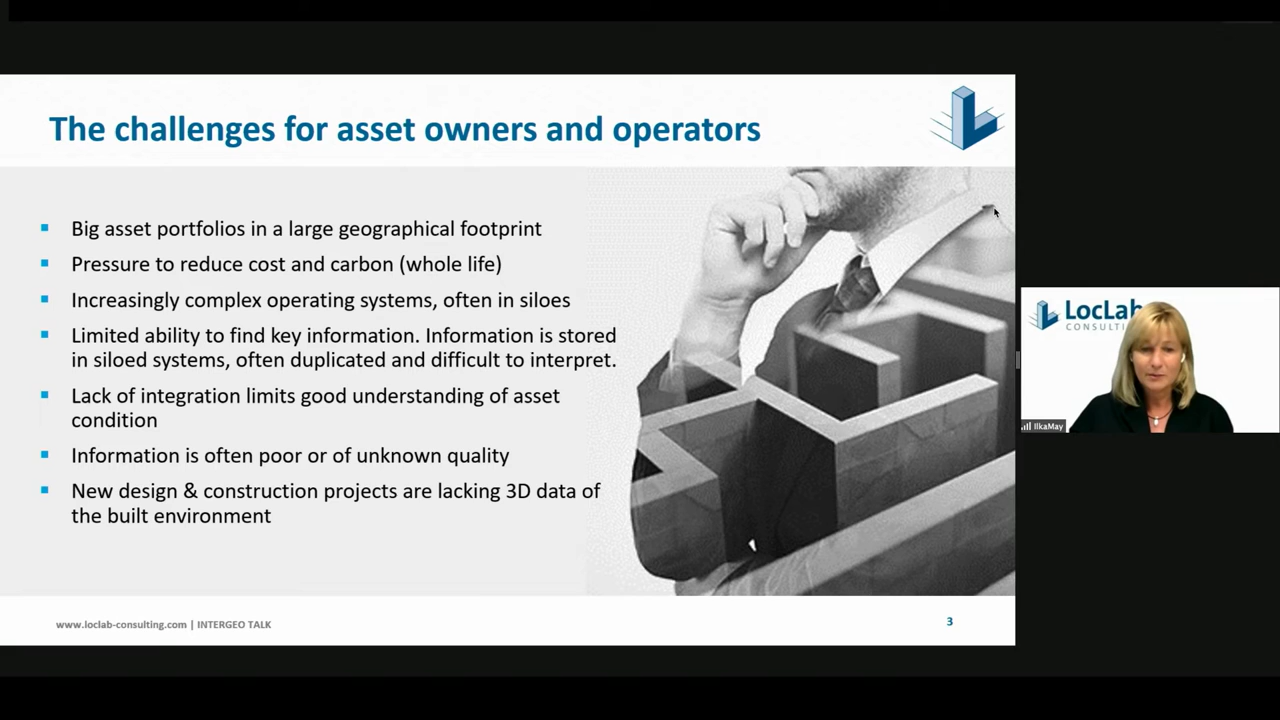 The challenges for asset owners and operators
Big asset portfolios in a large geographical footprint
Pressure to reduce cost and carbon (whole life)
Increasingly complex operating systems, often in siloes
Limited ability to find key information. Information is stored
in siloed systems, often duplicated and difficult to interpret.
Lack of integration limits good understanding of asset
condition
Information is often poor or of unknown quality
New design & construction projects are lacking 3D data of
the built environment
www.loclab-consulting.com | INTERGEO TALK
3
LocLab
CONSULTI
IlkaMay